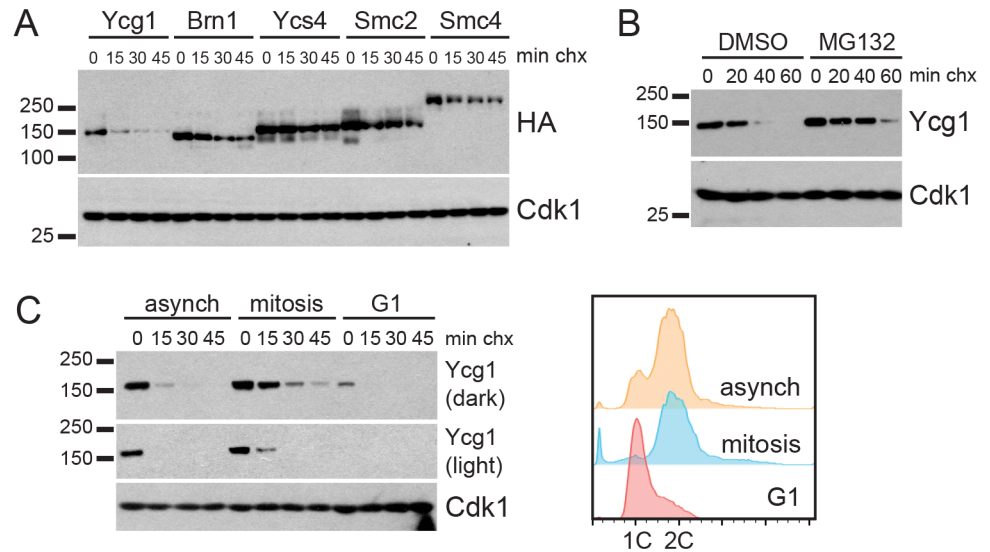 A
Ycg1 Brn1 Ycs4 Smc2 Smc4
0 15 30 45 0 15 30 45 0 15 30 45 0 15 30 45 0 15 30 45 min chx
250
150
100
HA
Cdk1
25
B
DMSO MG132
0 20 40 60 0 20 40 60 min chx
250
150
Ycg1
Cdk1
25
C
asynch mitosis G1
0 15 30 45 0 15 30 45 0 15 30 45 min chx
250
150
Ycg1
(dark)
250
150
Ycg1
(light)
Cdk1
asynch
mitosis
G1
1C 2C